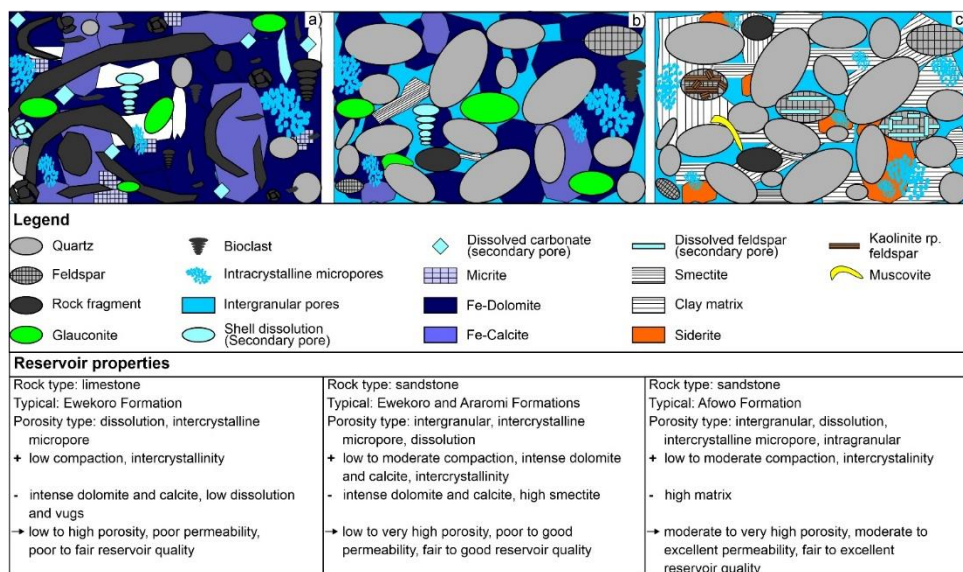 a)
b)
c)
Legend
Quartz
Bioclast
Dissolved carbonate
(secondary pore)
Dissolved feldspar
(secondary pore)
Kaolinite rp.
feldspar
Feldspar
Intracrystalline micropores
Micrite
Smectite
Muscovite
Rock fragment
Intergranular pores
Fe-Dolomite
Clay matrix
Glauconite
Shell dissolution
(Secondary pore)
Fe-Calcite
Siderite
Reservoir properties
Rock type: limestone
Typical: Ewekoro Formation
Porosity type: dissolution, intercrystalline
micropore
+ low compaction, intercrystallinity
- intense dolomite and calcite, low dissolution
and vugs
→ low to high porosity, poor permeability,
poor to fair reservoir quality
Rock type: sandstone
Typical: Ewekoro and Araromi Formations
Porosity type: intergranular, intercrystalline
micropore, dissolution
+ low to moderate compaction, intense dolomite
and calcite, intercrystallinity
- intense dolomite and calcite, high smectite
→ low to very high porosity, poor to good
permeability, fair to good reservoir quality
Rock type: sandstone
Typical: Afowo Formation
Porosity type: intergranular, dissolution,
intercrystalline micropore, intragranular
+ low to moderate compaction, intercrystallinity
- high matrix
→ moderate to very high porosity, moderate to
excellent permeability, fair to excellent
reservoir quality